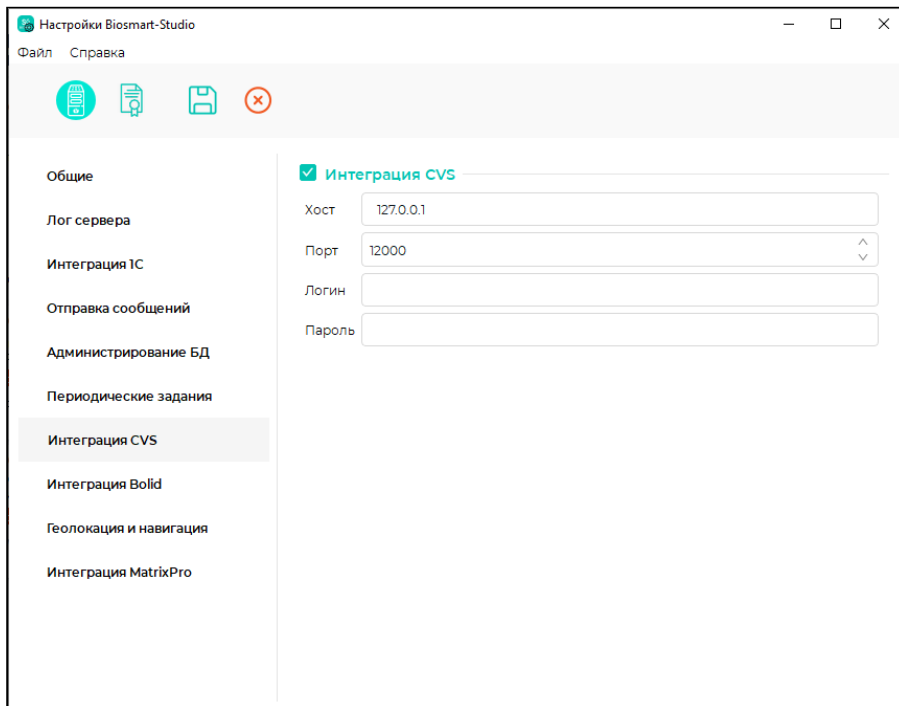 Настройки Biosmart-Studio
Файл Справка
Общие
Лог сервера
Интеграция 1С
Отправка сообщений
Администрирование БД
Периодические задания
Интеграция CVS
Интеграция Bolid
Геолокация и навигация
Интеграция MatrixPro
Интеграция CVS
Хост 127.0.0.1
Порт 12000
Логин
Пароль